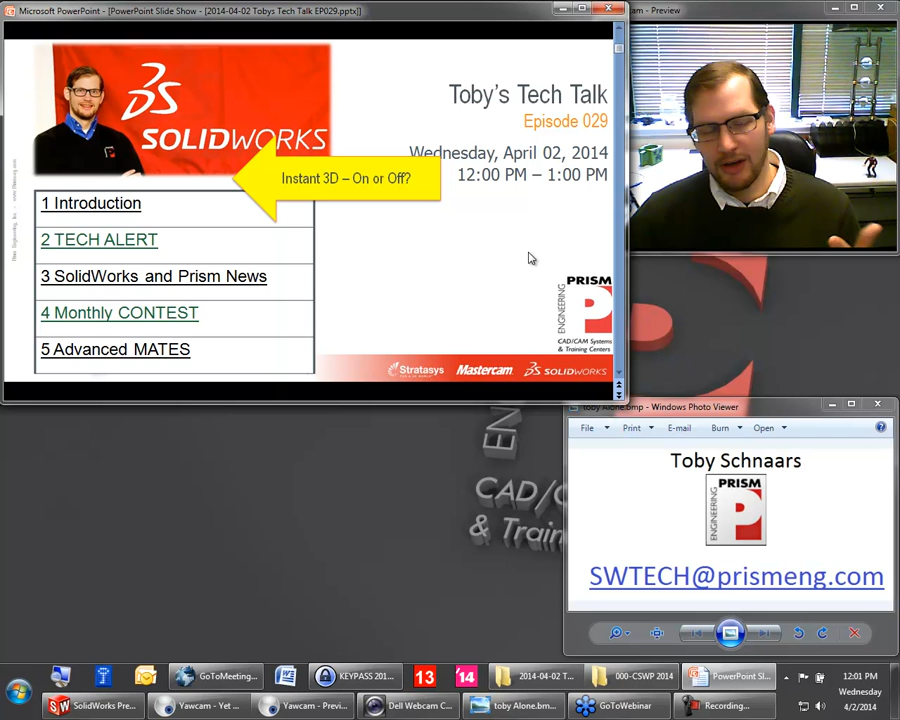 Microsoft PowerPoint - [PowerPoint Slide Show - [2014-04-02 Tobys Tech Talk EP029.pptx]]
- Preview
SOLIDWORKS
Instant 3D – On or Off?
Toby's Tech Talk
Episode 029
Wednesday, April 02, 2014
12:00 PM – 1:00 PM
1 Introduction
2 TECH ALERT
3 SolidWorks and Prism News
4 Monthly CONTEST
5 Advanced MATES
PRISM
ENGINEERING
CAD/CAM Systems
& Training Centers
Stratasys
Mastercam
SOLIDWORKS
CAD/C
& Train
toby Alone.bmp - Windows Photo Viewer
File Print E-mail Burn Open
Toby Schnaars
PRISM
ENGINEERING
SWTECH@prismeng.com
GoToMeeting...
KEYPASS 201...
13
14
2014-04-02 T...
000-CSWP 2014
PowerPoint Sl...
12:01 PM
Wednesday
4/2/2014
SolidWorks Pre...
Yawcam - Yet ...
Yawcam - Previ...
Dell Webcam C...
toby Alone.bm...
GoToWebinar
Recording...